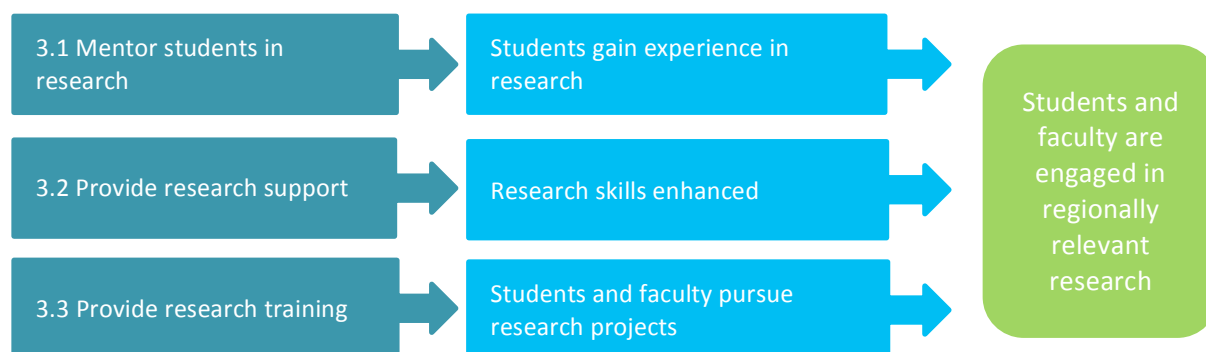 3.1 Mentor students in
research
Students gain experience in
research
3.2 Provide research support
Research skills enhanced
3.3 Provide research training
Students and faculty pursue
research projects
Students and
faculty are
engaged in
regionally
relevant
research